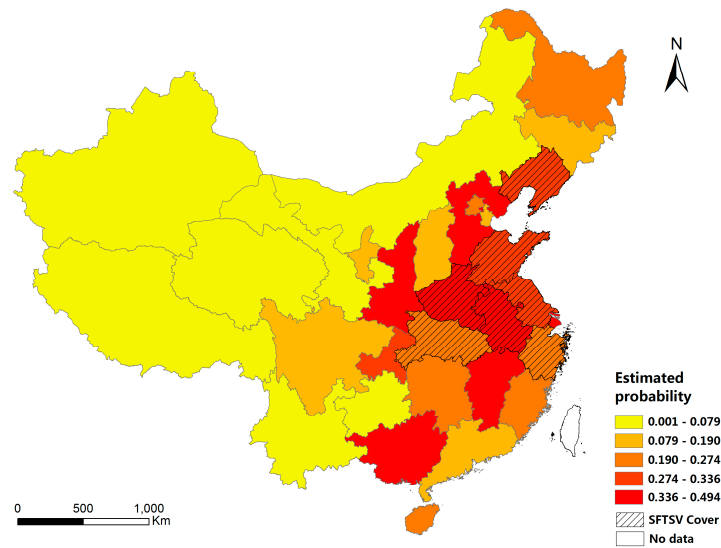 N
Estimated
probability
0.001 - 0.079
0.079 - 0.190
0.190 - 0.274
0.274 - 0.336
0.336 - 0.494
SFTSV Cover
No data
0 500 1,000
Km